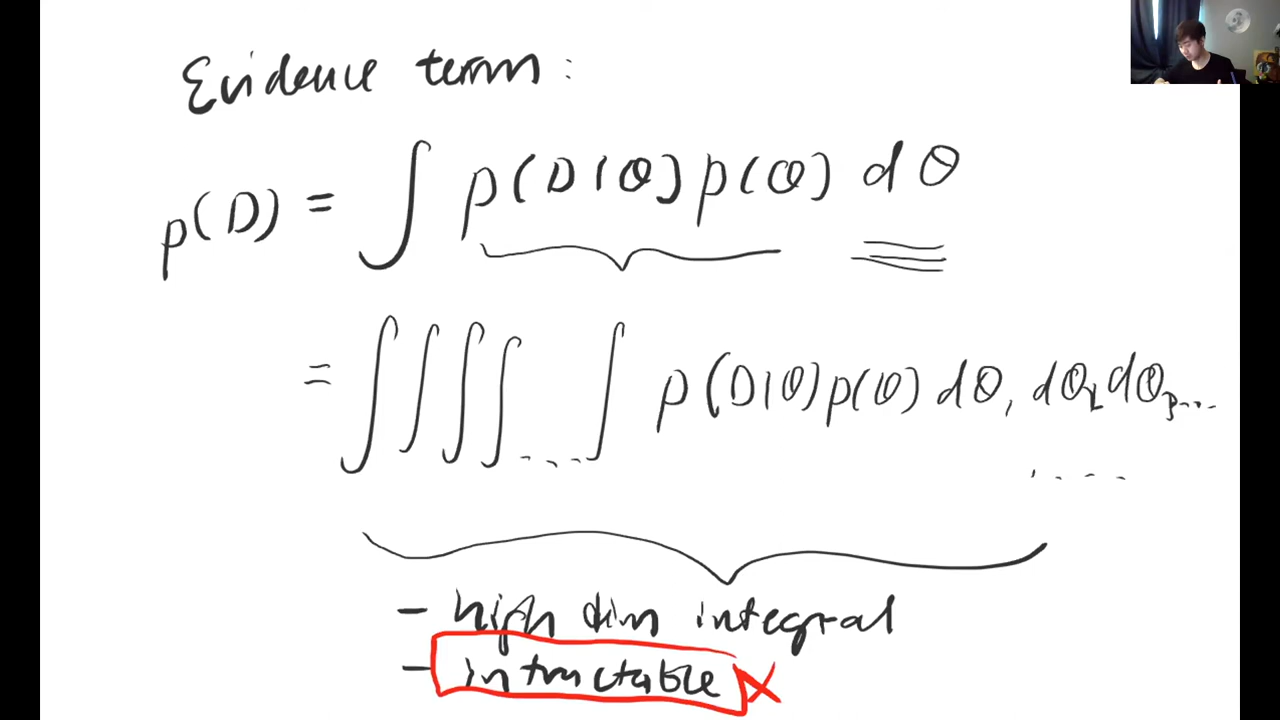 Evidence term :
p(D) = ∫ p(D|θ) p(θ) dθ
= ∫∫∫∫ ... ∫ p(D|θ) p(θ) dθ₁ dθ₂ dθ₃ ...
....
- high dim integral
- intractable X